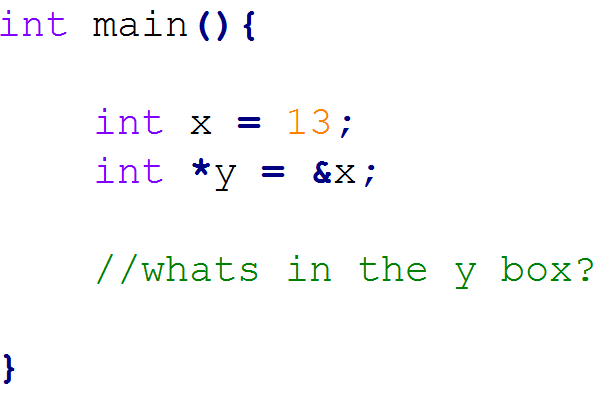 int main(){
int x = 13;
int *y = &x;
//whats in the y box?
}